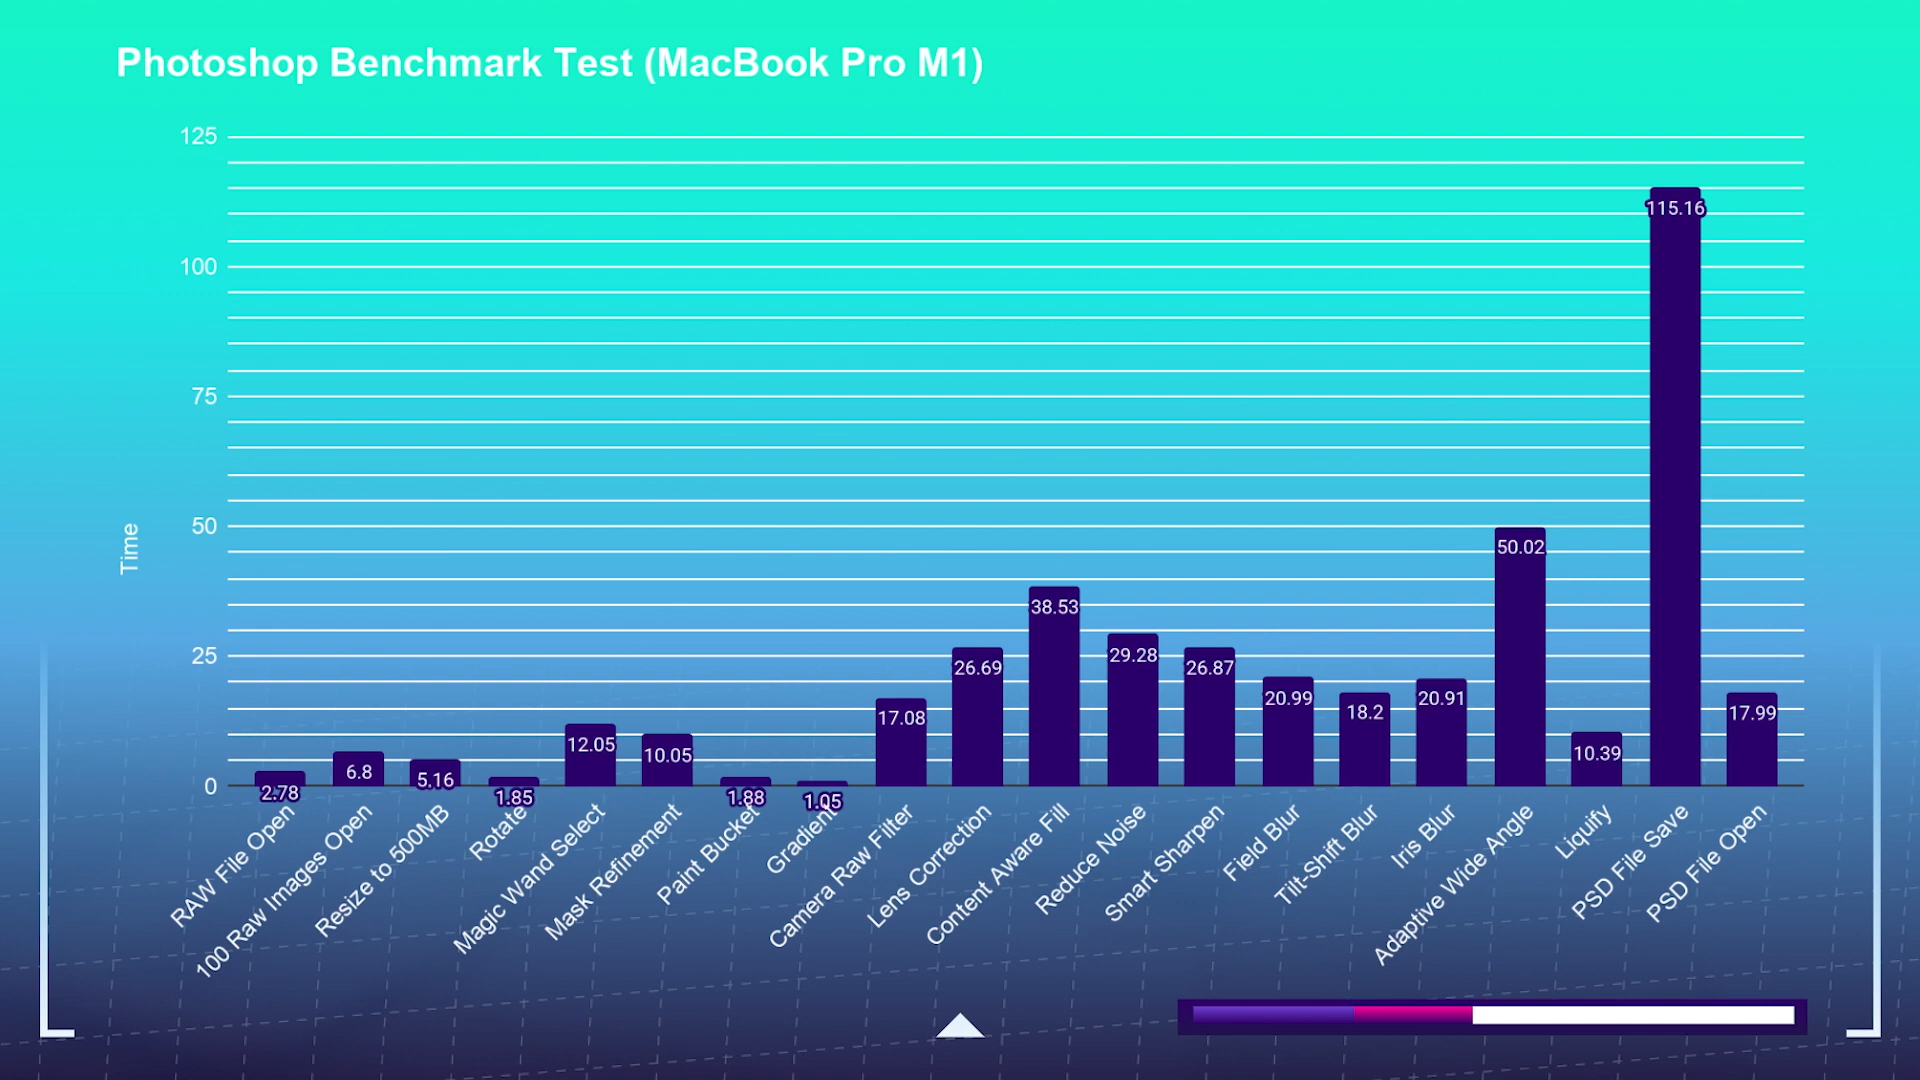 Photoshop Benchmark Test (MacBook Pro M1)
125
100
75
50
25
0
Time
2.78
6.8
5.16
1.85
12.05
10.05
1.88
1.05
17.08
26.69
38.53
29.28
26.87
20.99
18.2
20.91
50.02
10.39
115.16
17.99
RAW File Open
100 Raw Images Open
Resize to 500MB
Rotate
Magic Wand Select
Mask Refinement
Paint Bucket
Gradient
Camera Raw Filter
Lens Correction
Content Aware Fill
Reduce Noise
Smart Sharpen
Field Blur
Tilt-Shift Blur
Iris Blur
Adaptive Wide Angle
Liquify
PSD File Save
PSD File Open